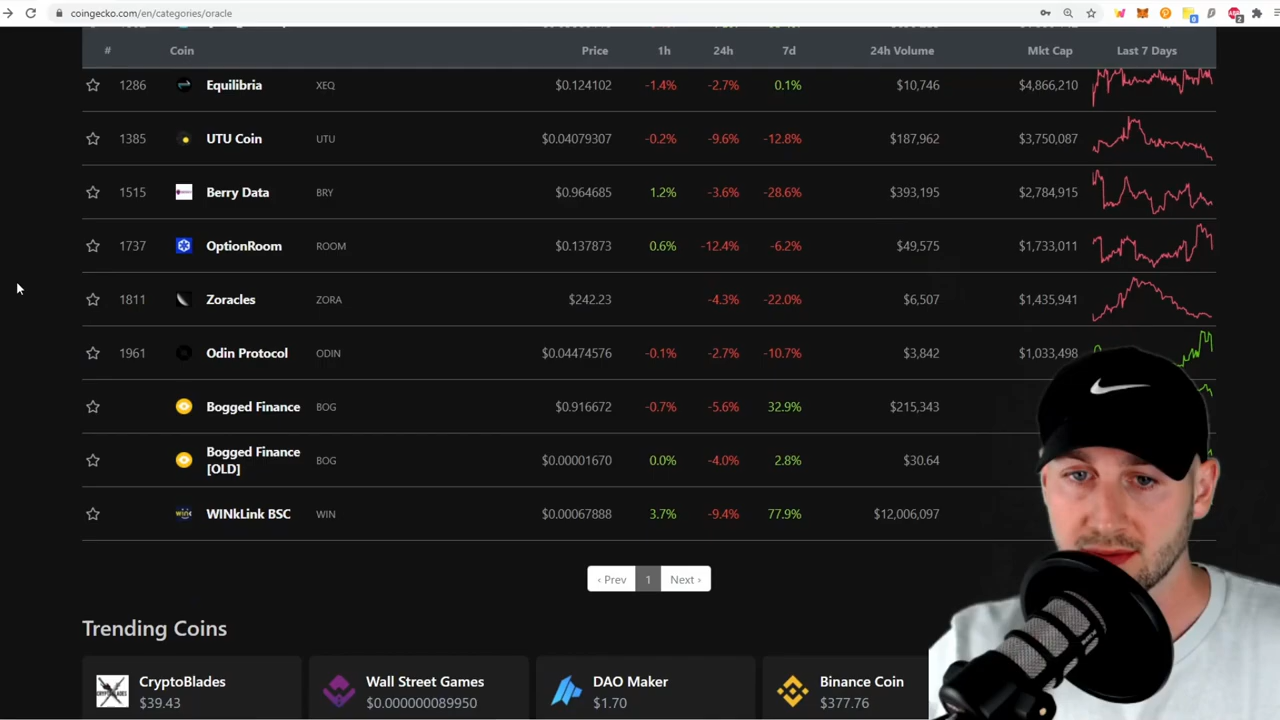 coingecko.com/en/categories/oracle
# Coin Price 1h 24h 7d 24h Volume Mkt Cap Last 7 Days
1286 Equilibria XEQ $0.124102 -1.4% -2.7% 0.1% $10,746 $4,866,210
1385 UTU Coin UTU $0.04079307 -0.2% -9.6% -12.8% $187,962 $3,750,087
1515 Berry Data BRY $0.964685 1.2% -3.6% -28.6% $393,195 $2,784,915
1737 OptionRoom ROOM $0.137873 0.6% -12.4% -6.2% $49,575 $1,733,011
1811 Zoracles ZORA $242.23 -4.3% -22.0% $6,507 $1,435,941
1961 Odin Protocol ODIN $0.04474576 -0.1% -2.7% -10.7% $3,842 $1,033,498
Bogged Finance BOG $0.916672 -0.7% -5.6% 32.9% $215,343
Bogged Finance
[OLD] BOG $0.00001670 0.0% -4.0% 2.8% $30.64
WINkLink BSC WIN $0.00067888 3.7% -9.4% 77.9% $12,006,097
‹ Prev 1 Next ›
Trending Coins
CryptoBlades Wall Street Games DAO Maker Binance Coin
$39.43 $0.000000089950 $1.70 $377.76